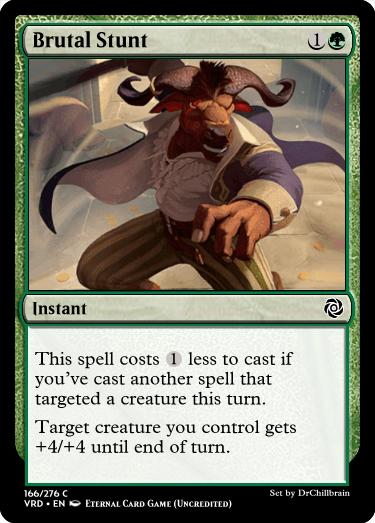 Brutal Stunt 1
Instant
This spell costs 1 less to cast if
you've cast another spell that
targeted a creature this turn.
Target creature you control gets
+4/+4 until end of turn.
166/276 C
VRD • EN Eternal Card Game (Uncredited)
Set by DrChillbrain